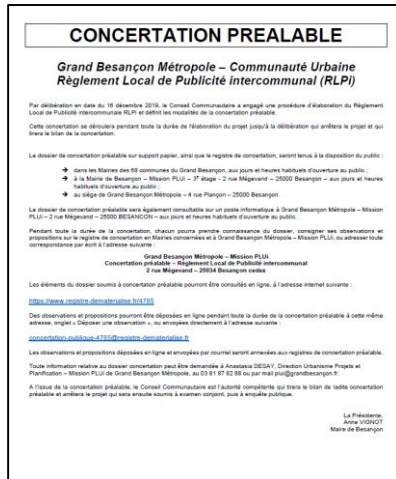 CONCERTATION PREALABLE
Grand Besançon Métropole – Communauté Urbaine
Règlement Local de Publicité intercommunal (RLPi)
Par délibération en date du 16 décembre 2019, le Conseil Communautaire a engagé une procédure d'élaboration du Règlement
Local de Publicité intercommunale RLPi et définit les modalités de la concertation préalable.
Cette concertation se déroulera pendant toute la durée de l'élaboration du projet jusqu'à la délibération qui arrêtera le projet et qui
tirera le bilan de la concertation.
Le dossier de concertation préalable sur support papier, ainsi que le registre de concertation, seront tenus à la disposition du public :
➔ dans les Mairies des 68 communes du Grand Besançon, aux jours et heures habituels d'ouverture au public ;
➔ à la Mairie de Besançon – Mission PLUi – 3e étage - 2 rue Mégevand – 25000 Besançon – aux jours et heures
habituels d'ouverture au public ;
➔ au siège de Grand Besançon Métropole – 4 rue Plançon – 25000 Besançon.
Le dossier de concertation préalable sera également consultable sur un poste informatique à Grand Besançon Métropole – Mission
PLUi – 2 rue Mégevand – 25000 BESANCON – aux jours et heures habituels d'ouverture au public.
Pendant toute la durée de la concertation, chacun pourra prendre connaissance du dossier, consigner ses observations et
propositions sur le registre de concertation en Mairies concernées et à Grand Besançon Métropole – Mission PLUi, ou adresser toute
correspondance par écrit à l'adresse suivante :
Grand Besançon Métropole – Mission PLUi
Concertation préalable – Règlement Local de Publicité intercommunal
2 rue Mégevand – 25034 Besançon cedex
Les éléments du dossier soumis à concertation préalable pourront être consultés en ligne, à l'adresse internet suivante :
https://www.registre-dematerialise.fr/4785
Des observations et propositions pourront être déposées en ligne pendant toute la durée de la concertation préalable à cette même
adresse, onglet « Déposer une observation », ou envoyées directement à l'adresse suivante :
concertation-publique-4785@registre-dematerialise.fr
Les observations et propositions déposées en ligne et envoyées par courriel seront annexées aux registres de concertation préalable.
Toute information relative au dossier concertation peut être demandée à Anastasia DESAY, Direction Urbanisme Projets et
Planification – Mission PLUi de Grand Besançon Métropole, au 03 81 87 82 88 ou par mail plui@grandbesancon.fr.
A l'issue de la concertation préalable, le Conseil Communautaire est l'autorité compétente qui tirera le bilan de ladite concertation
préalable et arrêtera le projet qui sera ensuite soumis à examen conjoint, puis à enquête publique.
La Présidente,
Anne VIGNOT
Maire de Besançon